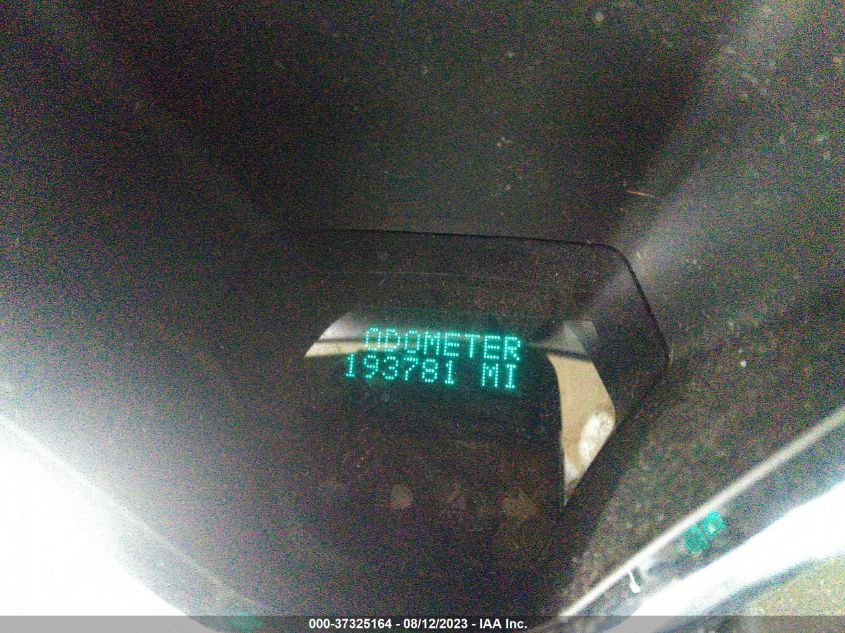 ODOMETER
193781 MI
000-37325164 - 08/12/2023 - IAA Inc.